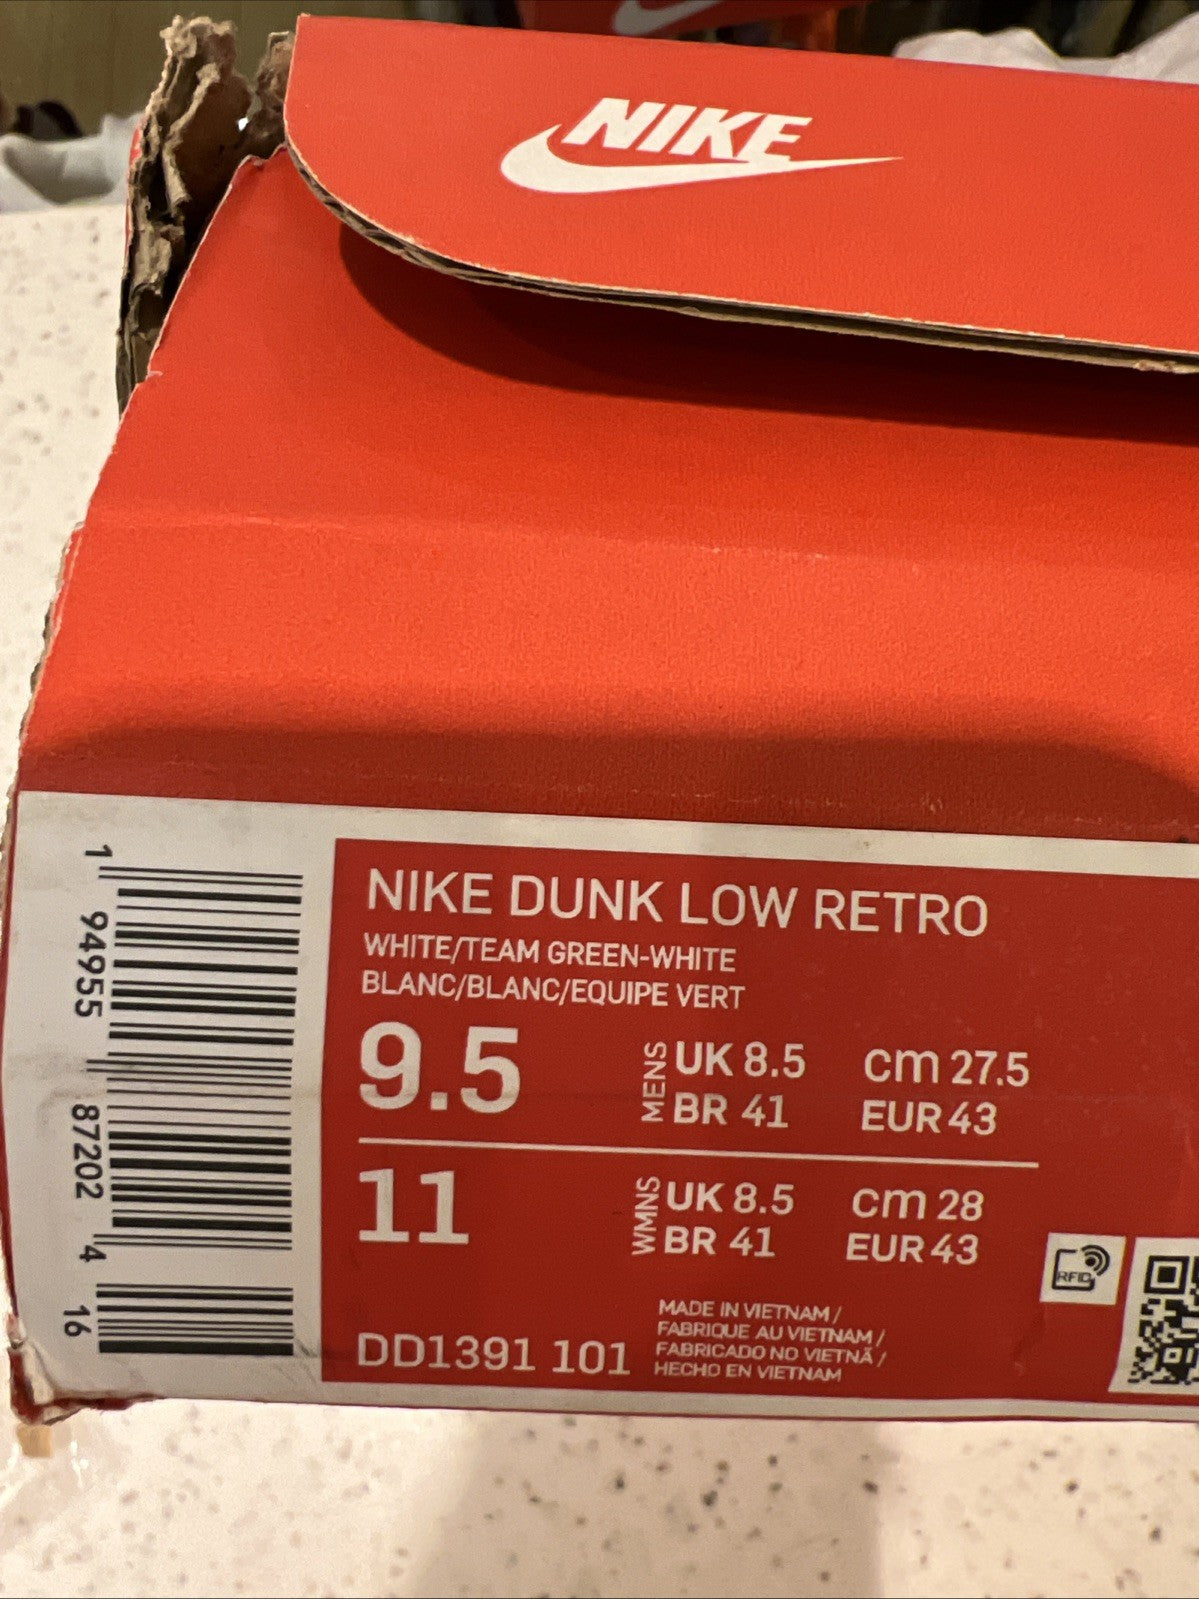 NIKE
NIKE DUNK LOW RETRO
WHITE/TEAM GREEN-WHITE
BLANC/BLANC/EQUIPE VERT
9.5 MENS UK 8.5 cm 27.5
BR 41 EUR 43
11 WMNS UK 8.5 cm 28
BR 41 EUR 43
DD1391 101
MADE IN VIETNAM /
FABRIQUE AU VIETNAM /
FABRICADO NO VIETNÃ /
HECHO EN VIETNAM
RFID
1 94955 87202 4 16